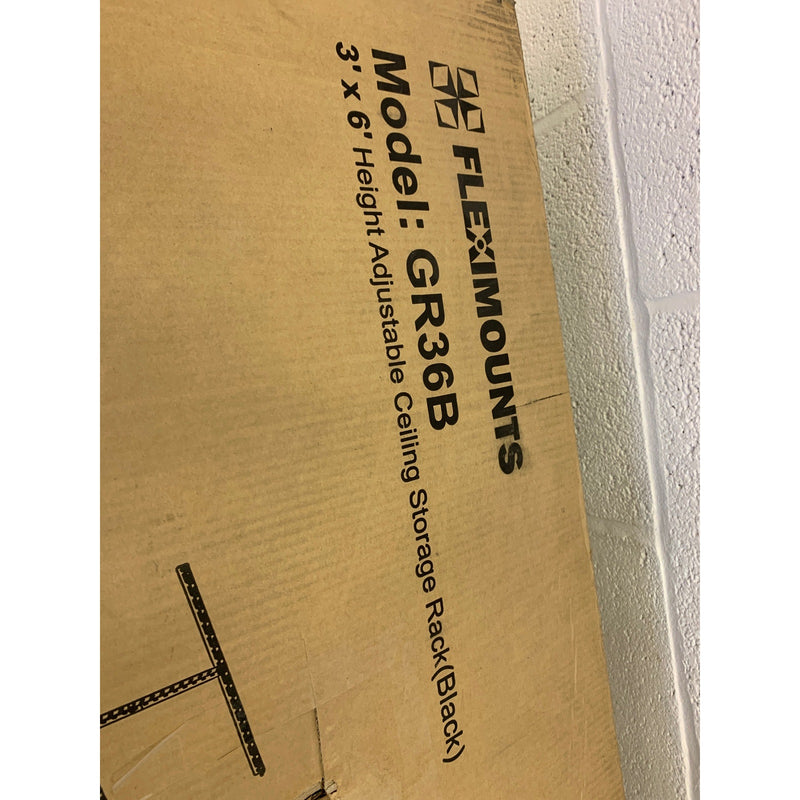 FLEXIMOUNTS
Model: GR36B
3' x 6' Height Adjustable Ceiling Storage Rack(Black)